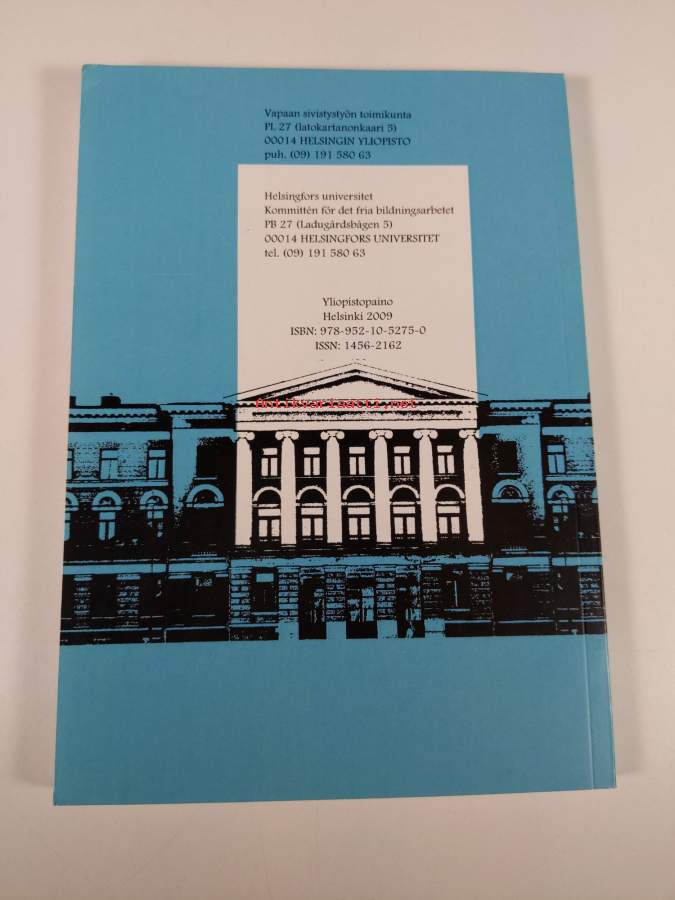 Vapaan sivistystyön toimikunta
PL 27 (latokartanonkaari 5)
00014 HELSINGIN YLIOPISTO
puh. (09) 191 580 63
Helsingfors universitet
Kommittén för det fria bildningsarbetet
PB 27 (Ladugårdsbågen 5)
00014 HELSINGFORS UNIVERSITET
tel. (09) 191 580 63
Yliopistopaino
Helsinki 2009
ISBN: 978-952-10-5275-0
ISSN: 1456-2162
Antikvariaatti.net